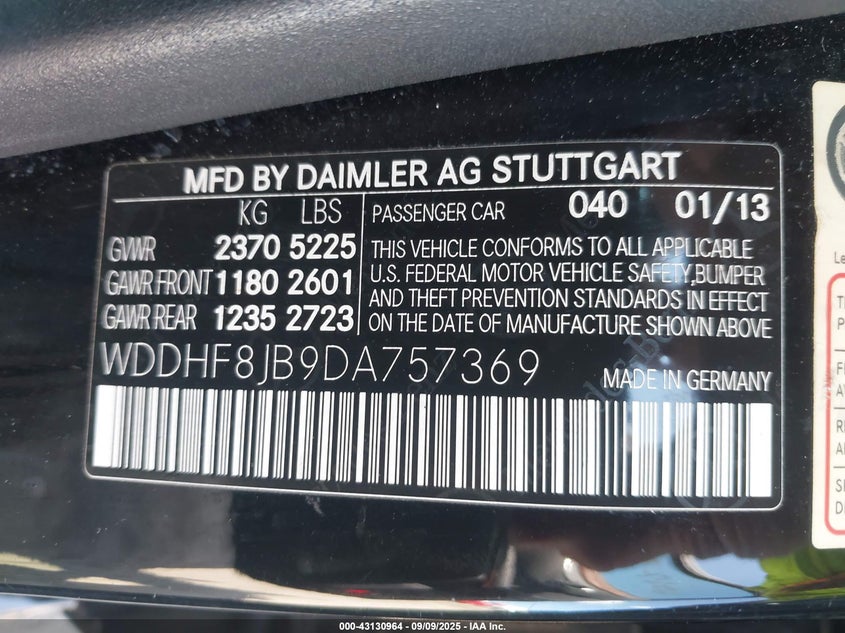 MFD BY DAIMLER AG STUTTGART
KG LBS
GVWR 2370 5225
GAWR FRONT 1180 2601
GAWR REAR 1235 2723
PASSENGER CAR 040 01/13
THIS VEHICLE CONFORMS TO ALL APPLICABLE
U.S. FEDERAL MOTOR VEHICLE SAFETY,BUMPER
AND THEFT PREVENTION STANDARDS IN EFFECT
ON THE DATE OF MANUFACTURE SHOWN ABOVE
WDDHF8JB9DA757369
MADE IN GERMANY
000-43130964 - 09/09/2025 - IAA Inc.